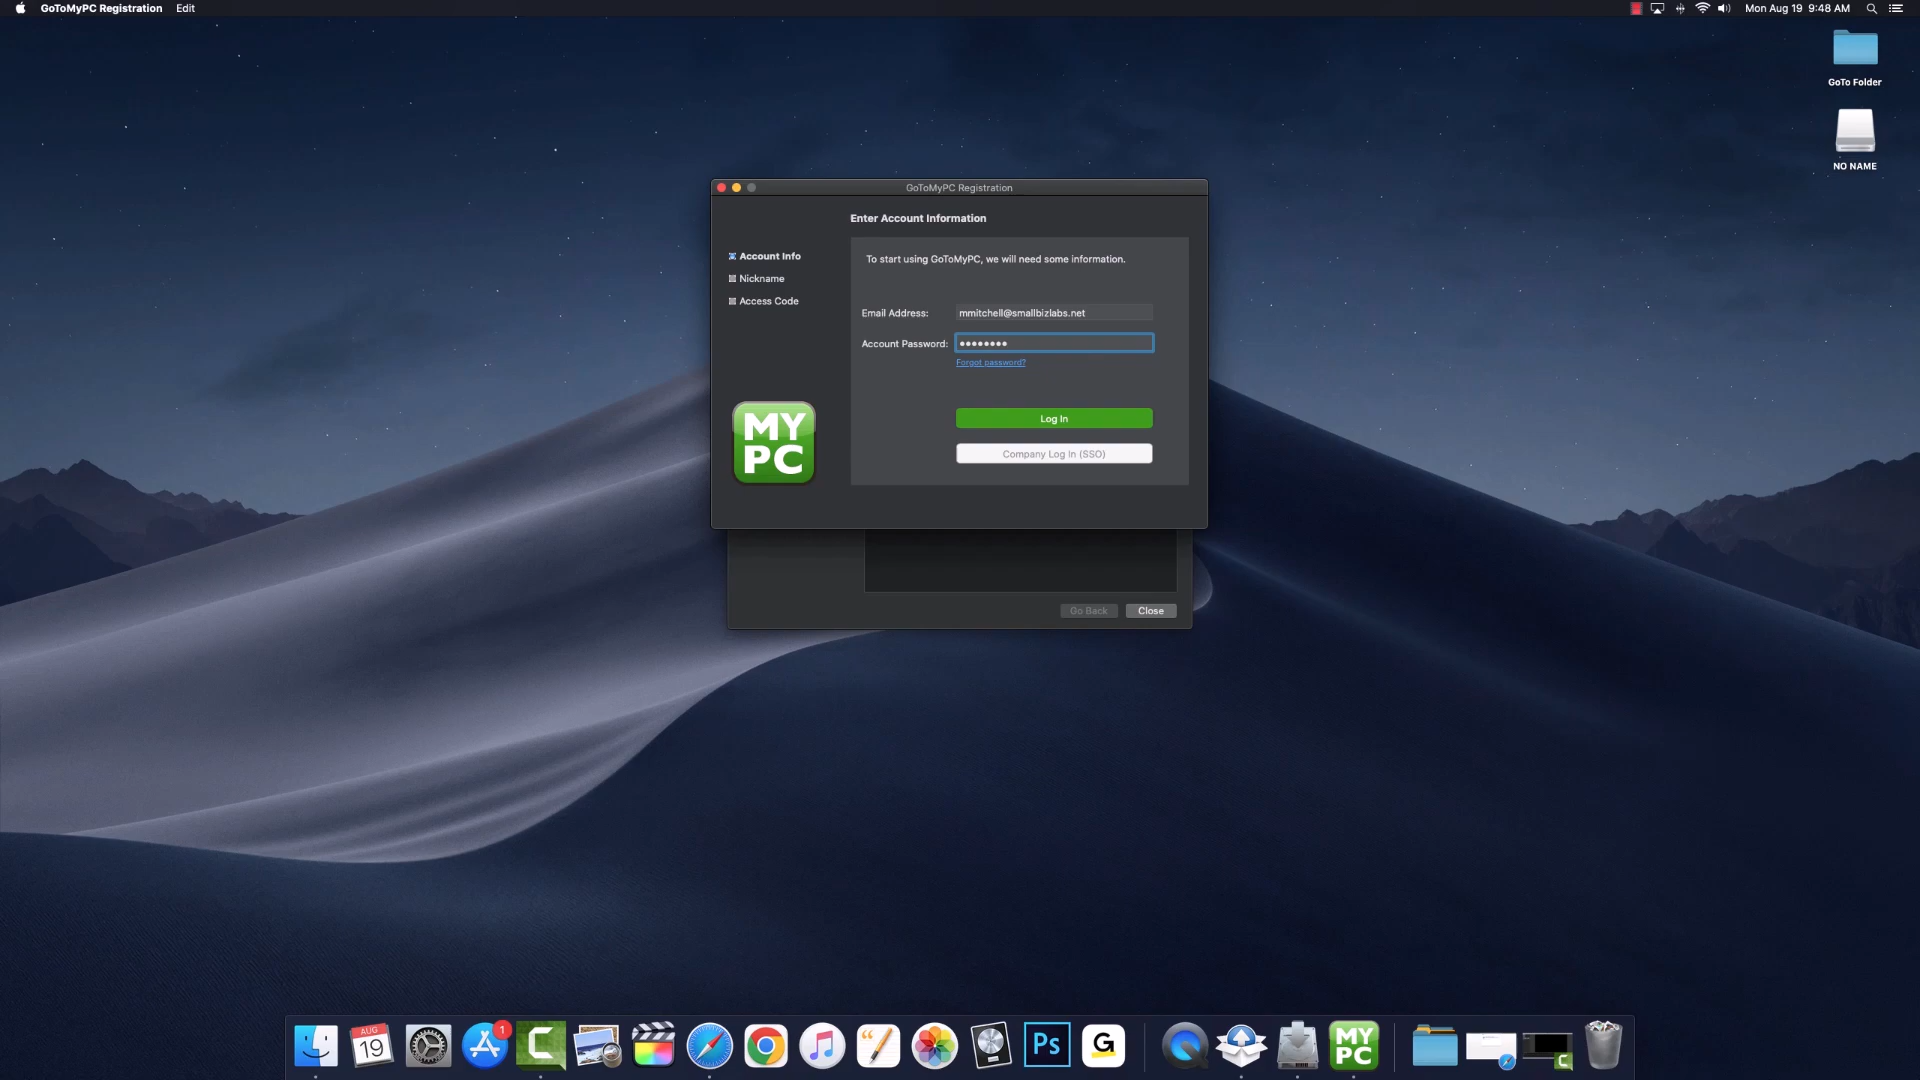 GoToMyPC Registration Edit
Mon Aug 19 9:48 AM
GoTo Folder
NO NAME
GoToMyPC Registration
Enter Account Information
Account Info
Nickname
Access Code
To start using GoToMyPC, we will need some information.
Email Address: mmitchell@smallbizlabs.net
Account Password: ••••••••
Forgot password?
Log In
Company Log In (SSO)
MY
PC
Go Back Close
AUG
19
1
C
Ps
G
MY
PC
C